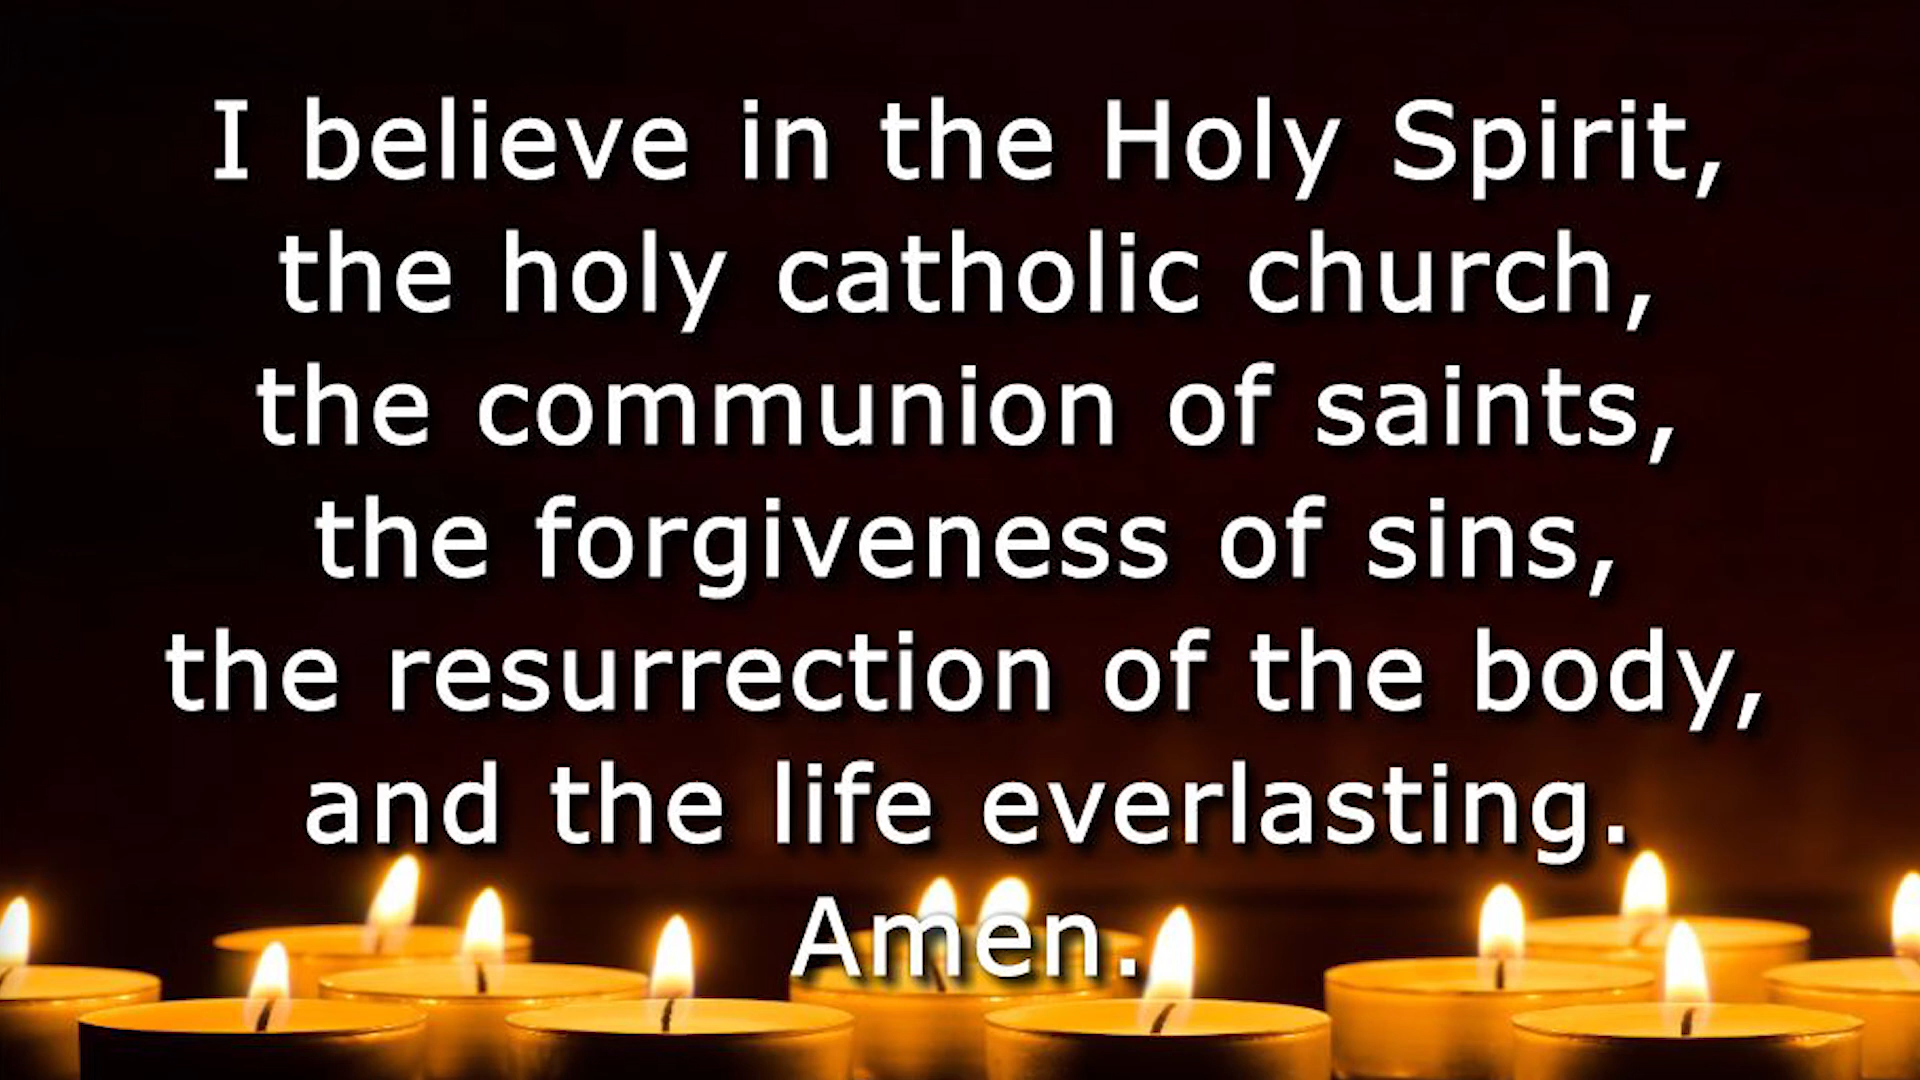 I believe in the Holy Spirit,
the holy catholic church,
the communion of saints,
the forgiveness of sins,
the resurrection of the body,
and the life everlasting.
Amen.